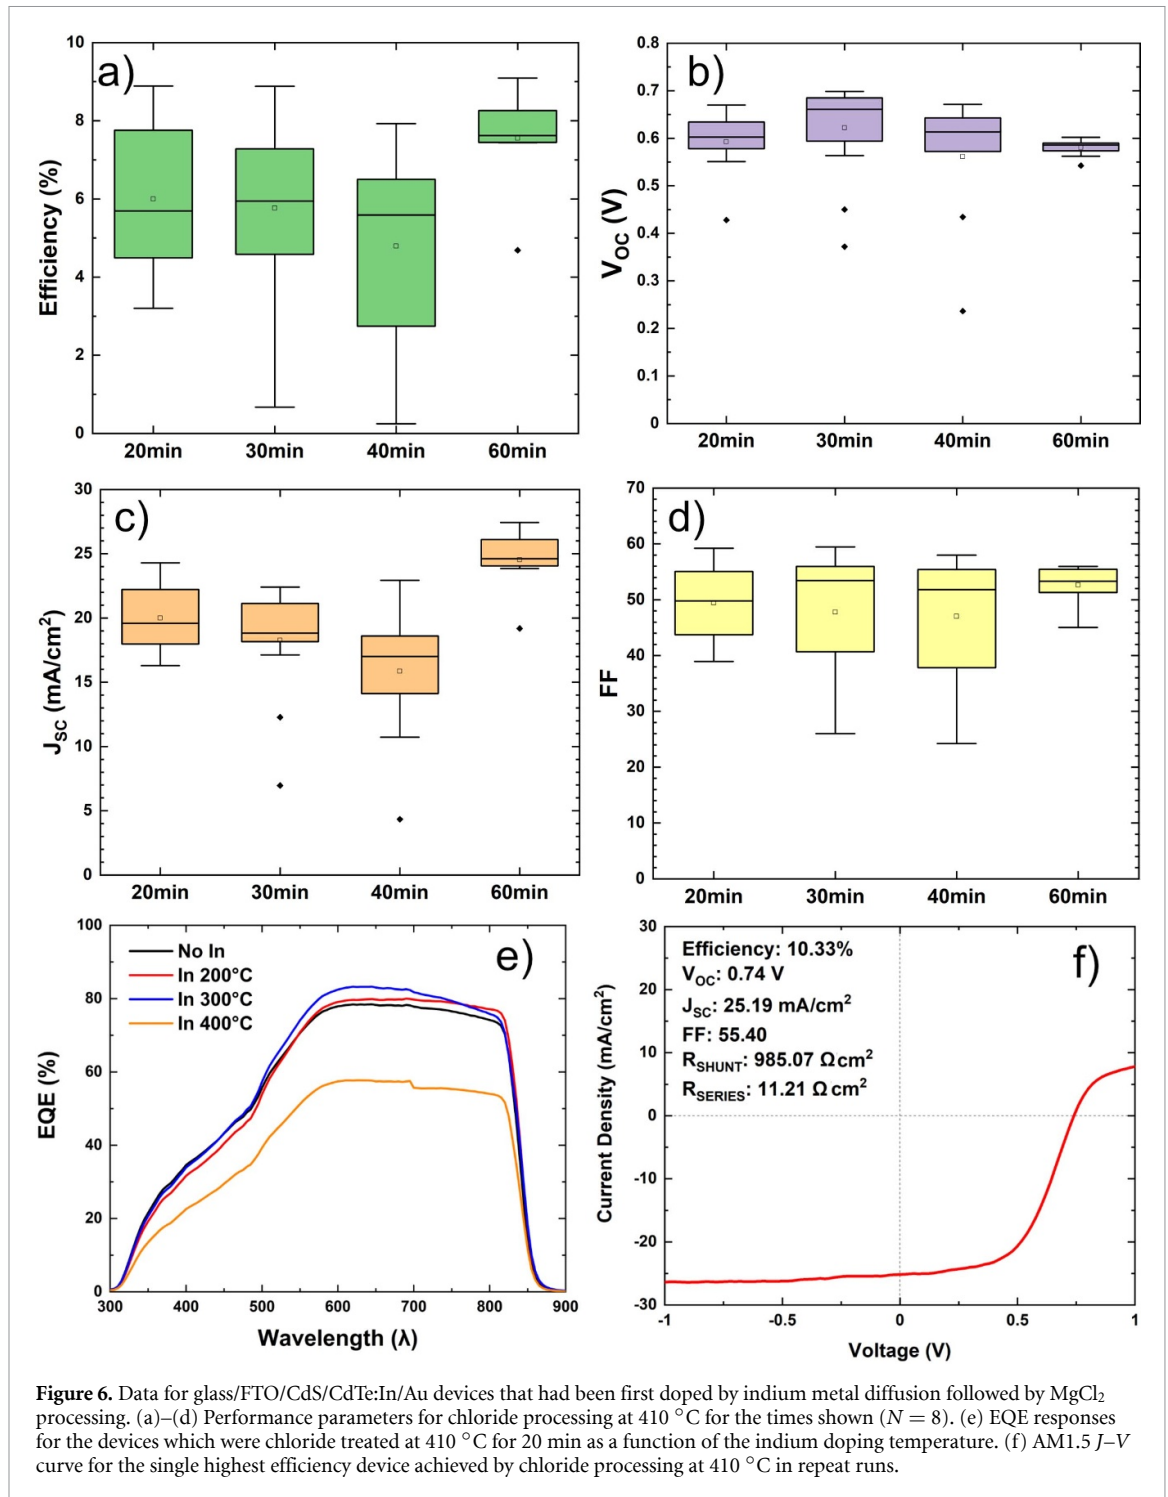 a)
Efficiency (%)
10
8
6
4
2
0
20min 30min 40min 60min
b)
V_OC (V)
0.8
0.7
0.6
0.5
0.4
0.3
0.2
0.1
0
20min 30min 40min 60min
c)
J_SC (mA/cm²)
30
25
20
15
10
5
0
20min 30min 40min 60min
d)
FF
70
60
50
40
30
20
10
0
20min 30min 40min 60min
e)
EQE (%)
100
80
60
40
20
0
No In
In 200°C
In 300°C
In 400°C
300 400 500 600 700 800 900
Wavelength (λ)
f)
Current Density (mA/cm²)
30
20
10
0
-10
-20
-30
Efficiency: 10.33%
V_OC: 0.74 V
J_SC: 25.19 mA/cm²
FF: 55.40
R_SHUNT: 985.07 Ωcm²
R_SERIES: 11.21 Ωcm²
-1 -0.5 0 0.5 1
Voltage (V)
Figure 6. Data for glass/FTO/CdS/CdTe:In/Au devices that had been first doped by indium metal diffusion followed by MgCl₂
processing. (a)–(d) Performance parameters for chloride processing at 410 °C for the times shown (N = 8). (e) EQE responses
for the devices which were chloride treated at 410 °C for 20 min as a function of the indium doping temperature. (f) AM1.5 J–V
curve for the single highest efficiency device achieved by chloride processing at 410 °C in repeat runs.